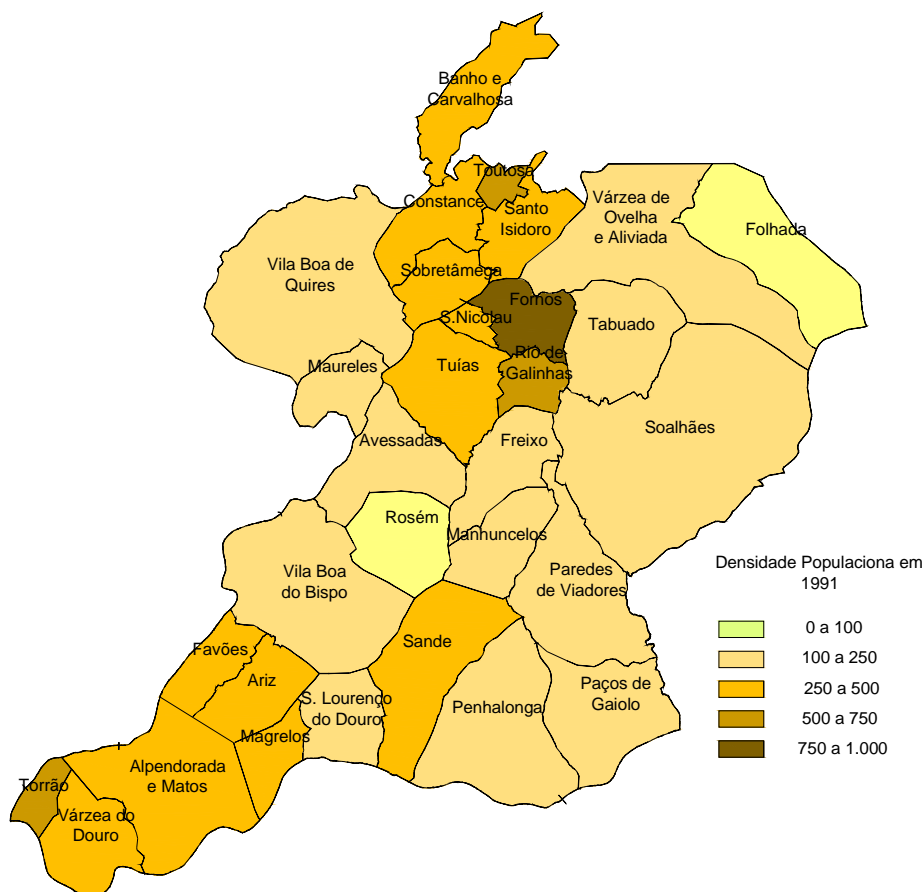 Banho e
Carvalhosa
Toutosa
Constance
Santo
Isidoro
Várzea de
Ovelha
e Aliviada
Folhada
Vila Boa de
Quires
Sobretâmega
Fornos
S.Nicolau
Tabuado
Rio de
Galinhas
Maureles
Tuías
Soalhães
Avessadas
Freixo
Rosém
Manhuncelos
Vila Boa
do Bispo
Paredes
de Viadores
Densidade Populaciona em
1991
0 a 100
100 a 250
250 a 500
500 a 750
750 a 1.000
Favões
Ariz
Sande
S. Lourenço
do Douro
Penhalonga
Paços de
Gaiolo
Magrelos
Alpendorada
e Matos
Torrão
Várzea do
Douro